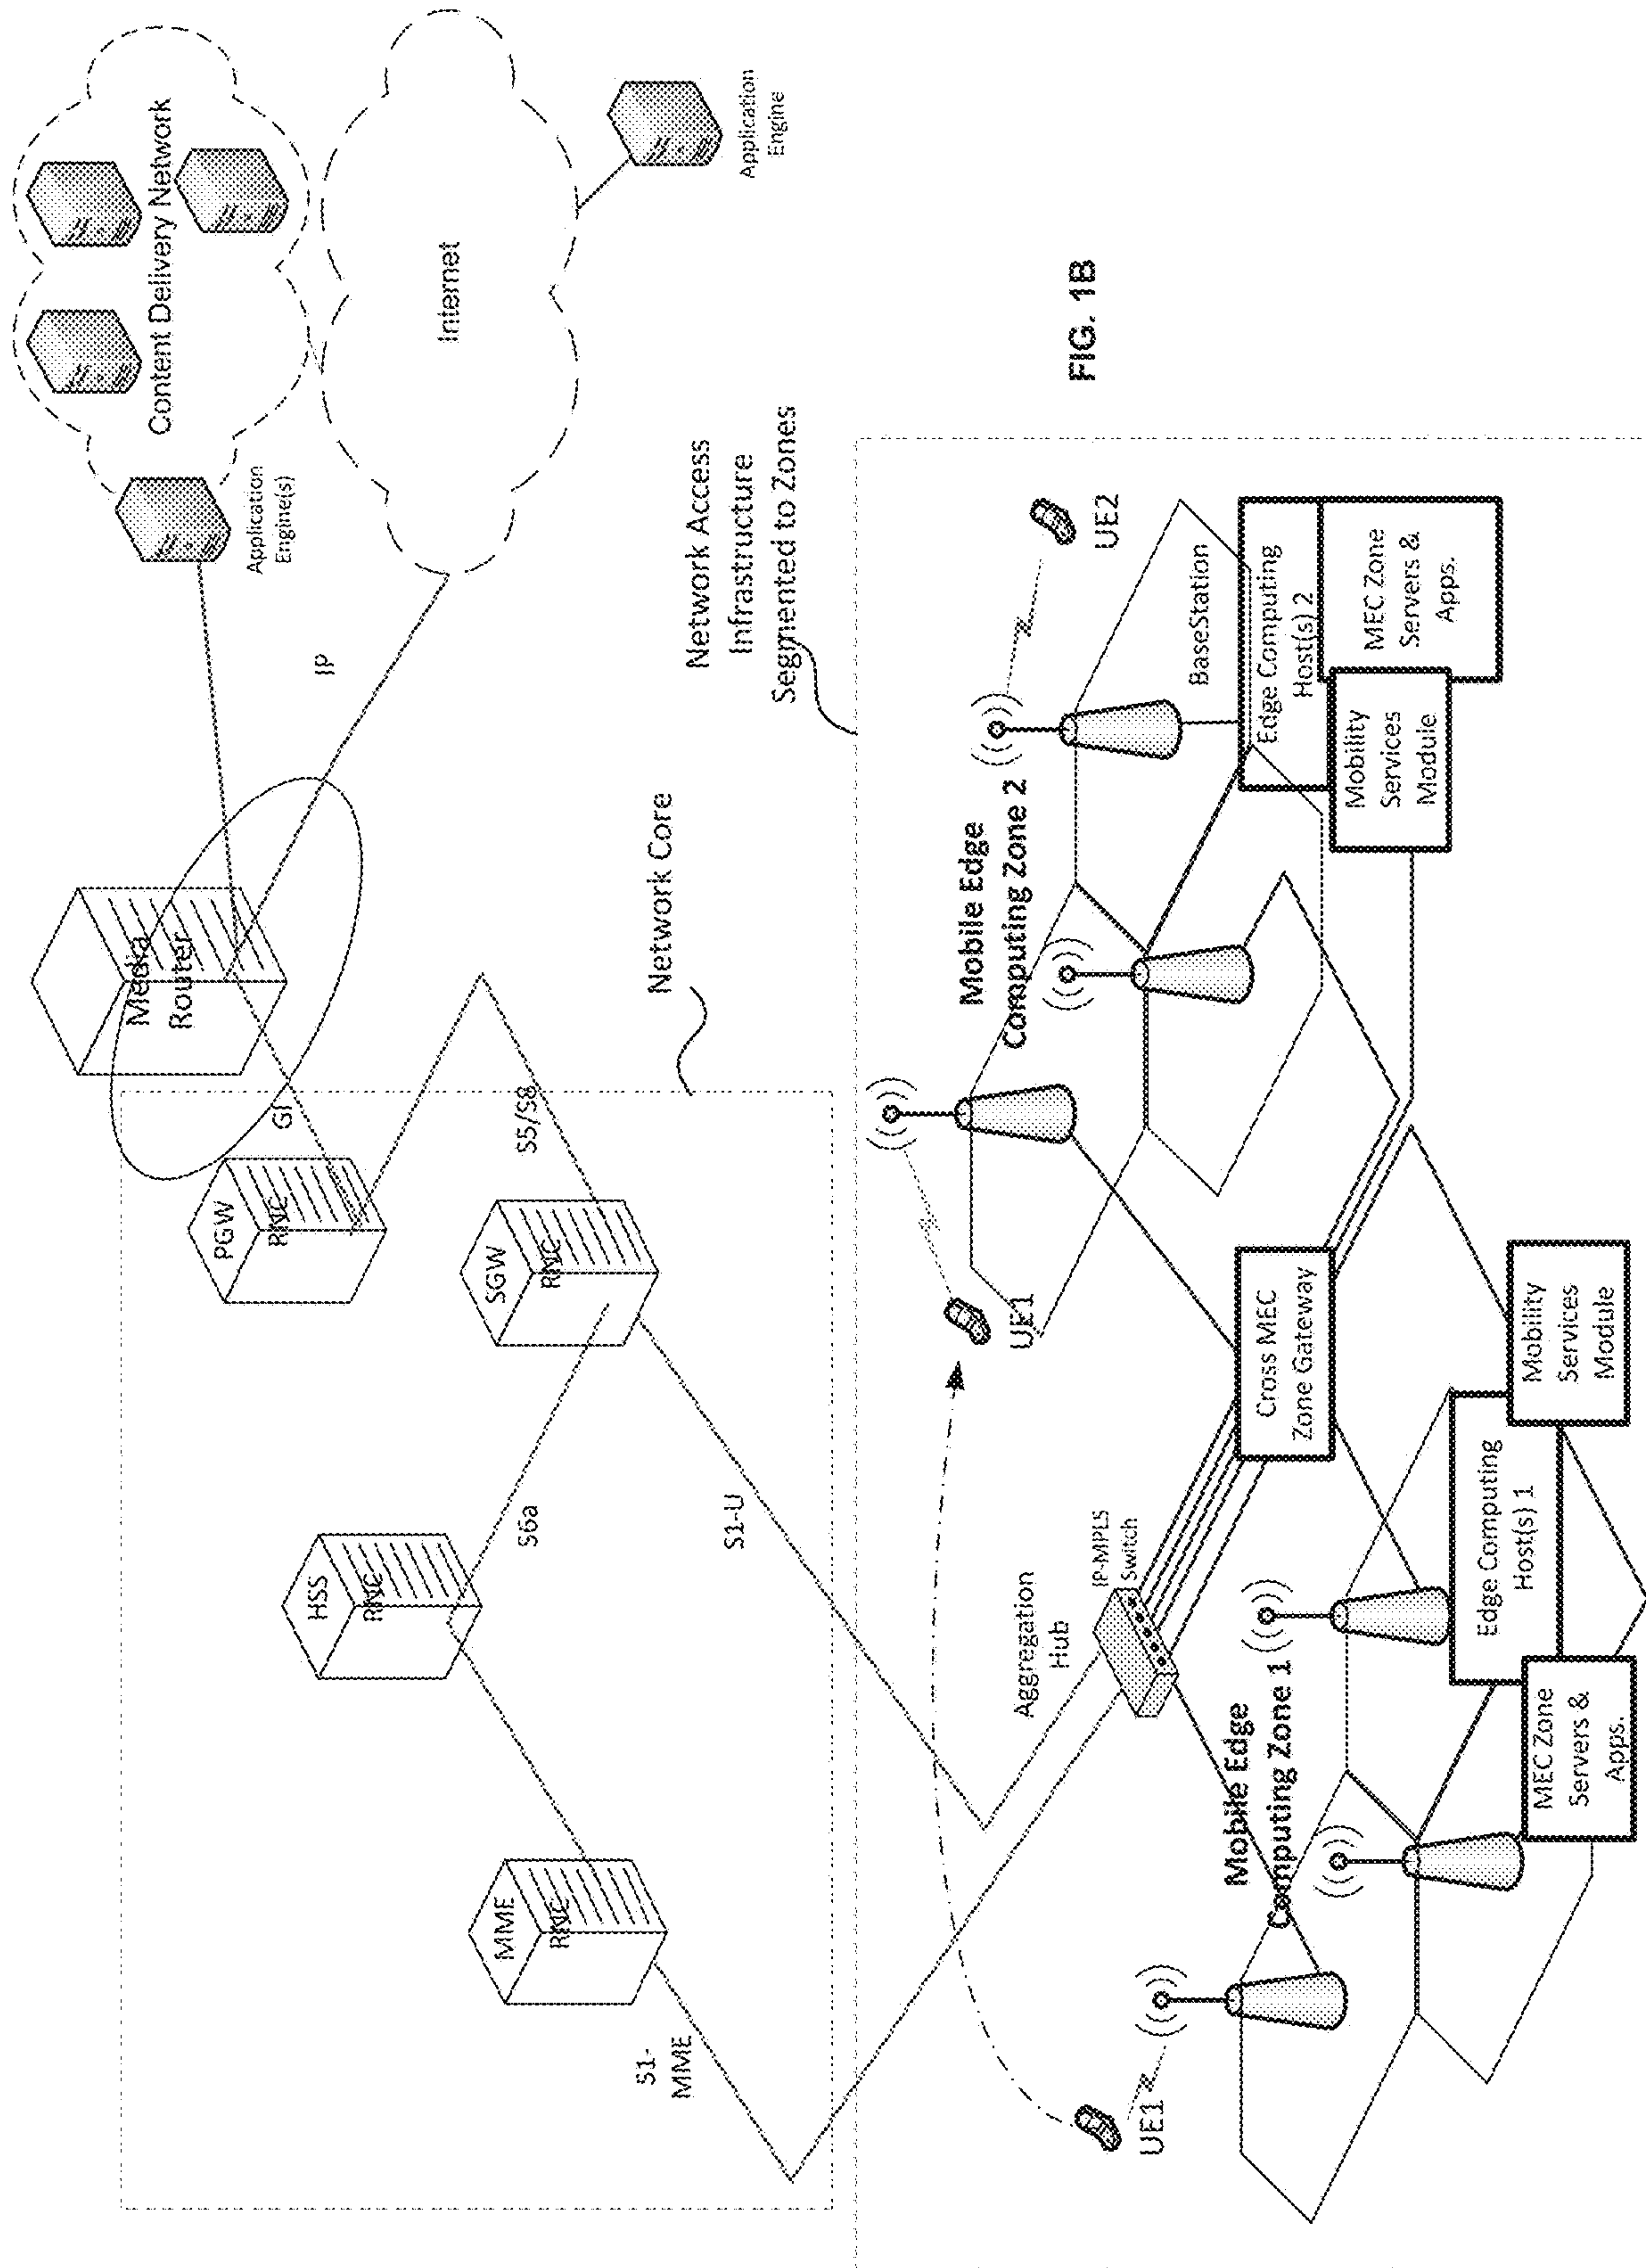 Content Delivery Network
Application
Engine(s)
Internet
Application
Engine
IP
Media
Router
GI
PGW
RNC
S5/S8
SGW
RNC
HSS
RNC
S6a
MME
RNC
S1-
MME
S1-U
Network Core
Network Access
Infrastructure
Segmented to Zones
UE1
UE1
UE2
Mobile Edge
Computing Zone 2
BaseStation
Edge Computing
Host(s) 2
MEC Zone
Servers &
Apps.
Mobility
Services
Module
Aggregation
Hub
IP-MPLS
Switch
Cross MEC
Zone Gateway
Mobile Edge
Computing Zone 1
Edge Computing
Host(s) 1
MEC Zone
Servers &
Apps.
Mobility
Services
Module
FIG. 1B